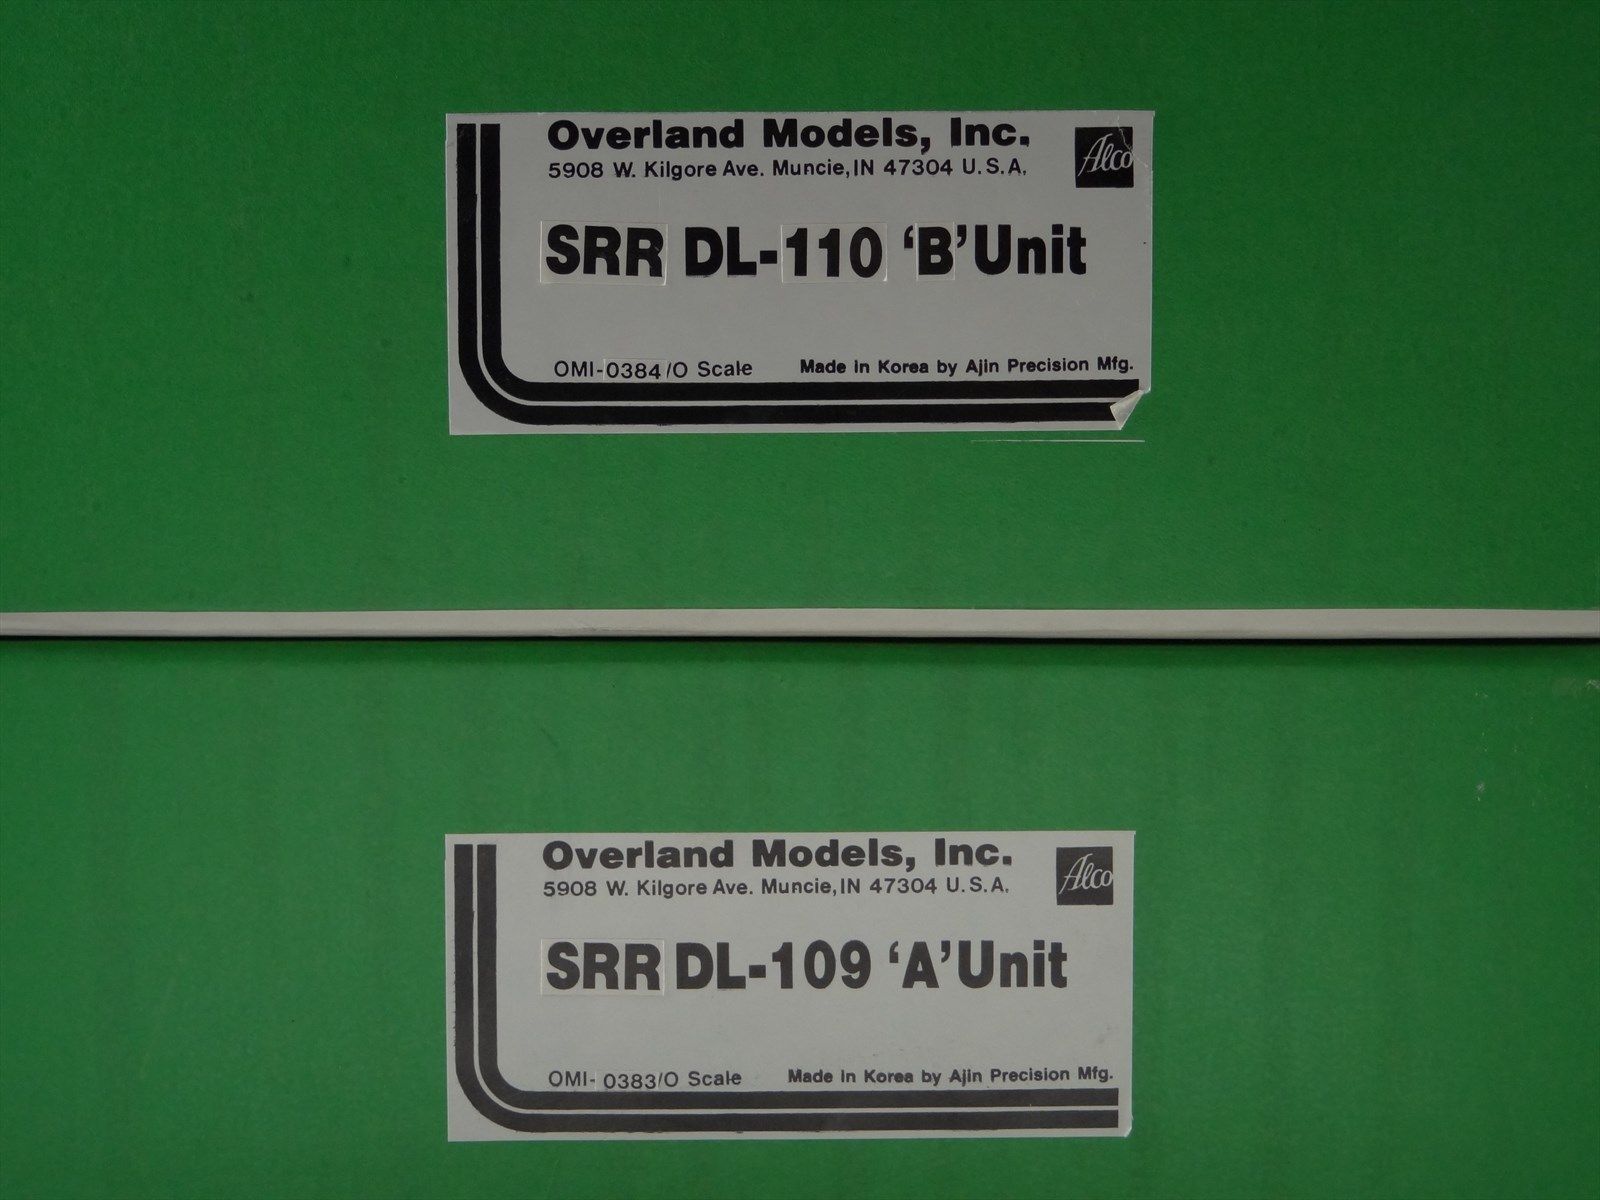 Overland Models, Inc.
Alco
5908 W. Kilgore Ave. Muncie, IN 47304 U.S.A.
SRR DL-110 ‘B’ Unit
OMI-0384/O Scale Made in Korea by Ajin Precision Mfg.
Overland Models, Inc.
Alco
5908 W. Kilgore Ave. Muncie, IN 47304 U.S.A.
SRR DL-109 ‘A’ Unit
OMI- 0383/O Scale Made in Korea by Ajin Precision Mfg.